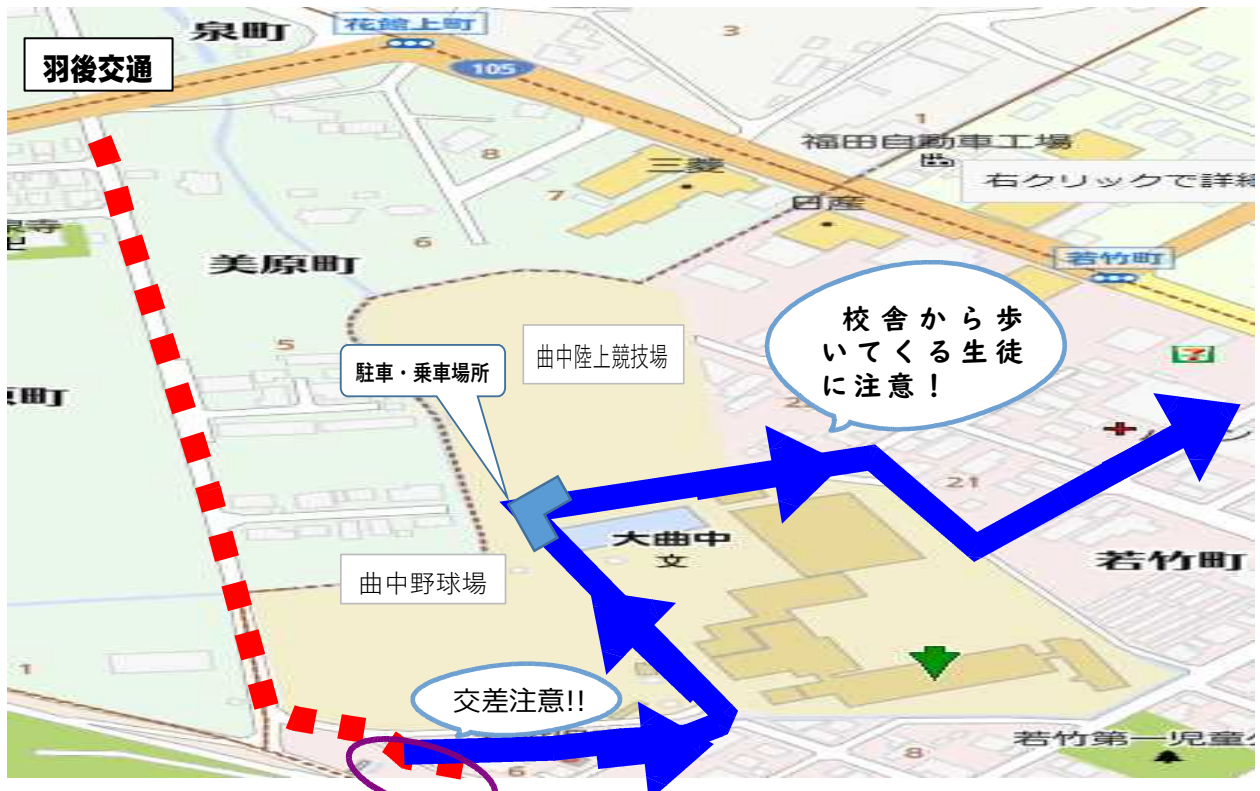 泉町
花館上町
羽後交通
105
3
1
8
福田自動車工場
三菱
右クリックで詳細
7
日産
6
美原町
若竹町
校舎から歩
いてくる生徒
に注意!
5
曲中陸上競技場
駐車・乗車場所
町
21
大曲中
文
若竹町
曲中野球場
1
交差注意!!
若竹第一児童公
8
6